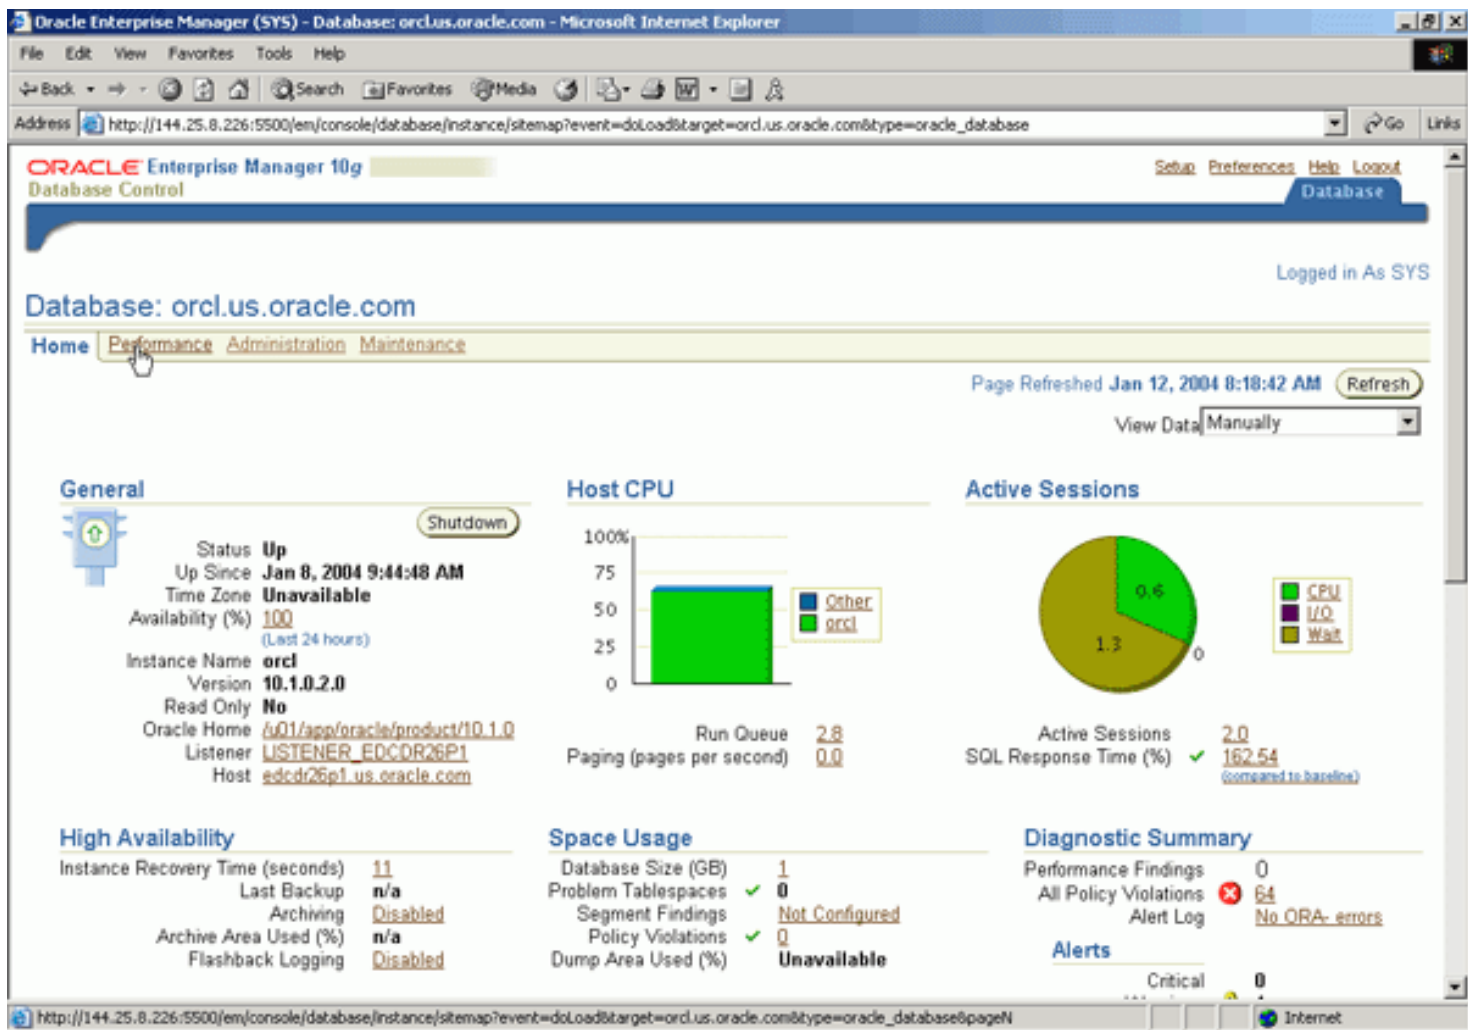 Oracle Enterprise Manager (SYS) - Database: orcl.us.oracle.com - Microsoft Internet Explorer
File Edit View Favorites Tools Help
Back Search Favorites Media
Address http://144.25.8.226:5500/em/console/database/instance/sitemap?event=doLoad&target=orcl.us.oracle.com&type=oracle_database Go Links
ORACLE Enterprise Manager 10g
Database Control
Setup Preferences Help Logout
Database
Logged in As SYS
Database: orcl.us.oracle.com
Home Performance Administration Maintenance
Page Refreshed Jan 12, 2004 8:18:42 AM Refresh
View Data Manually
General
Shutdown
Status Up
Up Since Jan 8, 2004 9:44:48 AM
Time Zone Unavailable
Availability (%) 100
(Last 24 hours)
Instance Name orcl
Version 10.1.0.2.0
Read Only No
Oracle Home /u01/app/oracle/product/10.1.0
Listener LISTENER_EDCDR26P1
Host edcdr26p1.us.oracle.com
Host CPU
100%
75
50
25
0
Other
orcl
Run Queue 2.8
Paging (pages per second) 0.0
Active Sessions
0.6
1.3
0
CPU
I/O
Wait
Active Sessions 2.0
SQL Response Time (%) 162.54
(compared to baseline)
High Availability
Instance Recovery Time (seconds) 11
Last Backup n/a
Archiving Disabled
Archive Area Used (%) n/a
Flashback Logging Disabled
Space Usage
Database Size (GB) 1
Problem Tablespaces 0
Segment Findings Not Configured
Policy Violations 0
Dump Area Used (%) Unavailable
Diagnostic Summary
Performance Findings 0
All Policy Violations 64
Alert Log No ORA- errors
Alerts
Critical 0
http://144.25.8.226:5500/em/console/database/instance/sitemap?event=doLoad&target=orcl.us.oracle.com&type=oracle_database&pageN
Internet